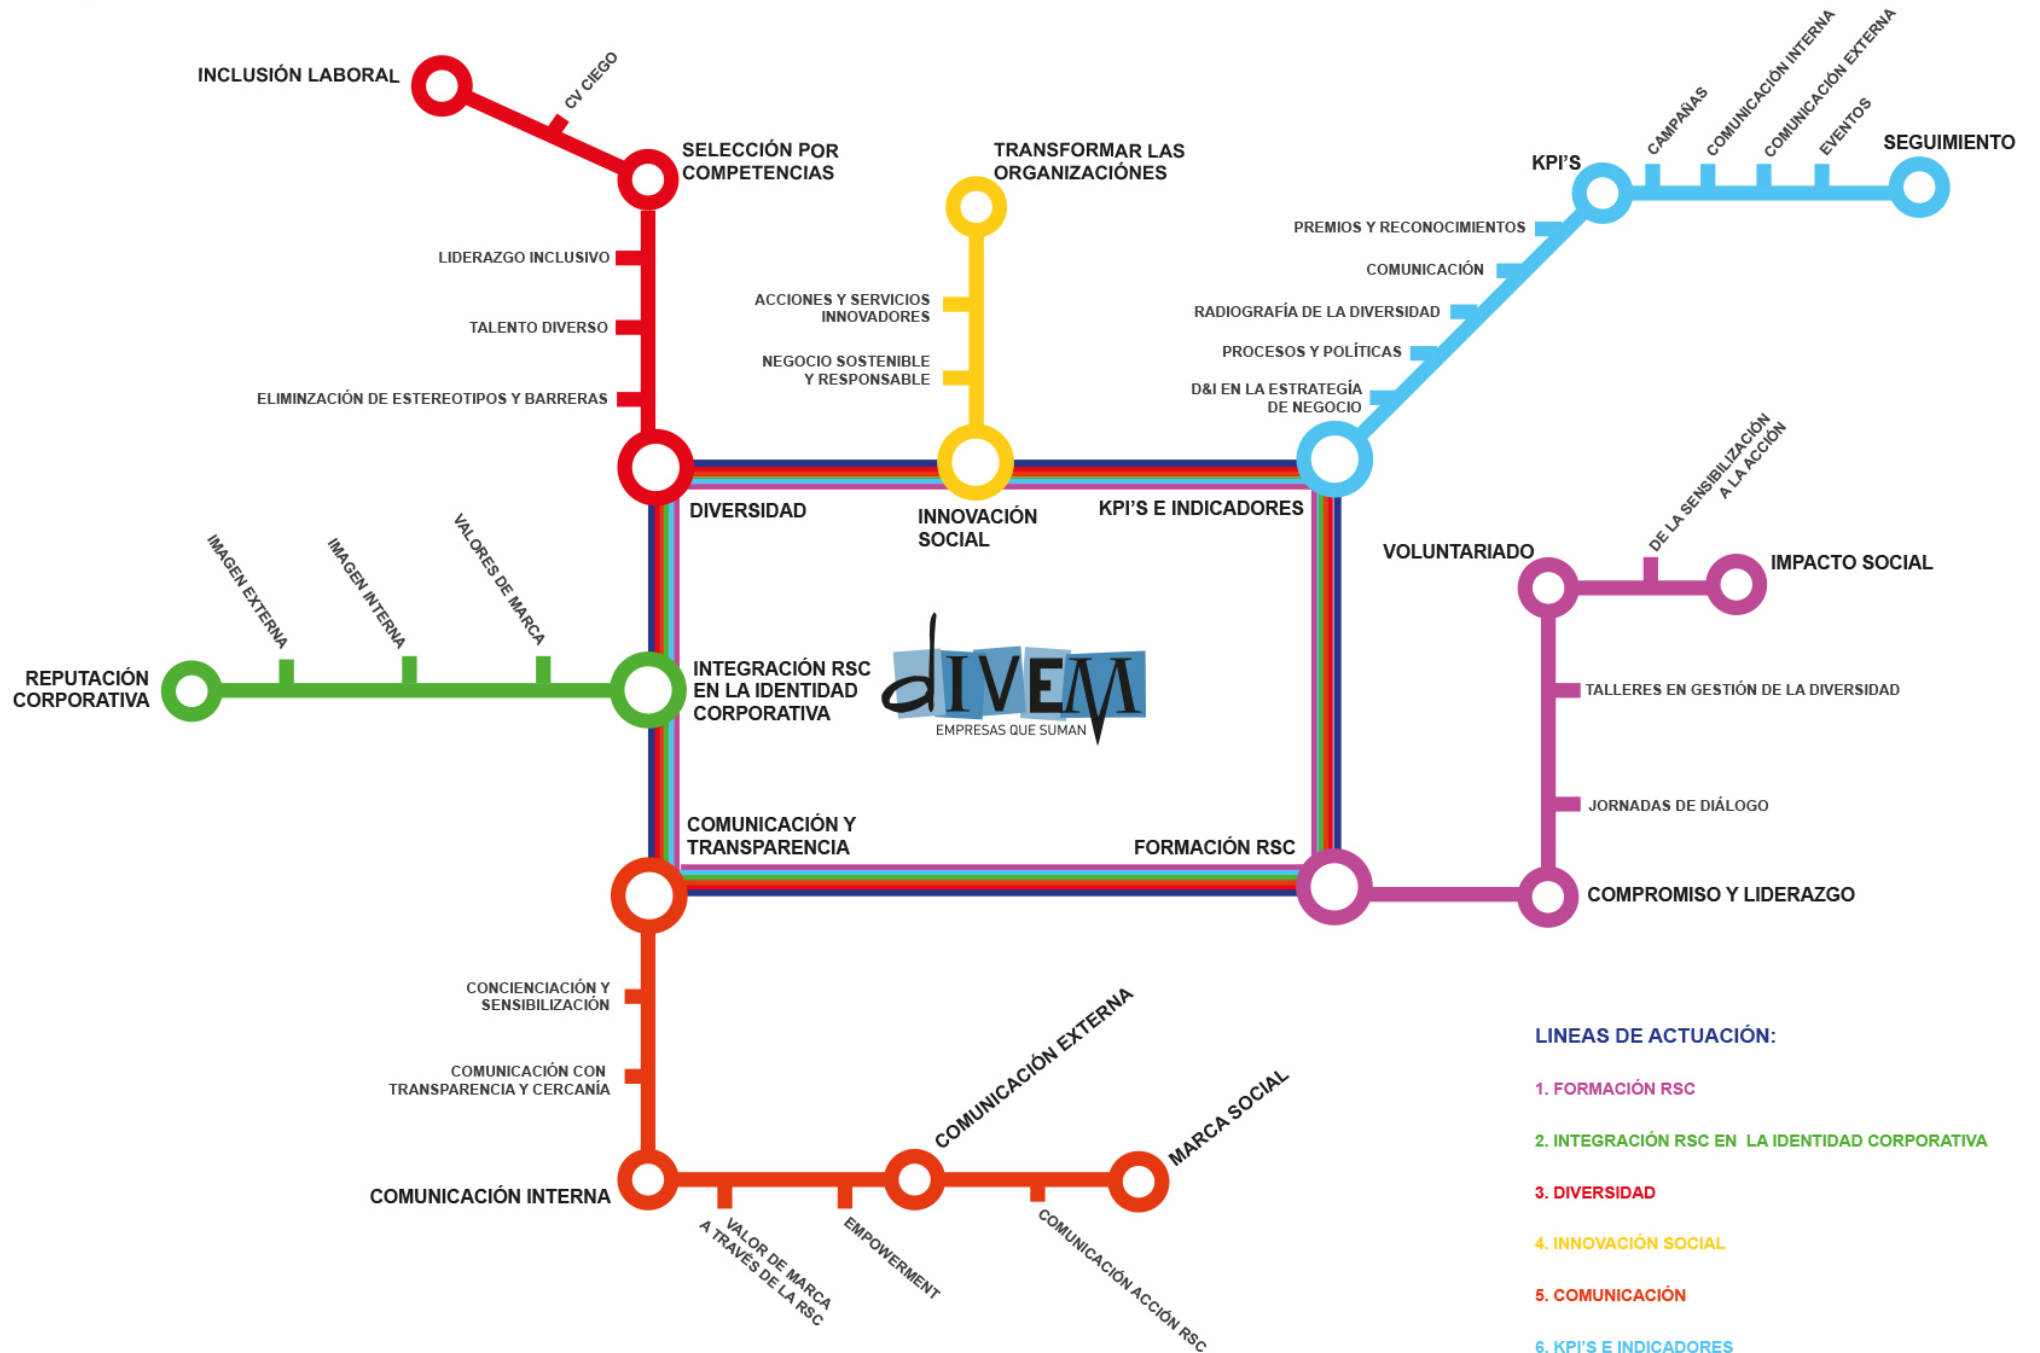 INCLUSIÓN LABORAL
CV CIEGO
SELECCIÓN POR
COMPETENCIAS
LIDERAZGO INCLUSIVO
TALENTO DIVERSO
ELIMINZACIÓN DE ESTEREOTIPOS Y BARRERAS
DIVERSIDAD
TRANSFORMAR LAS
ORGANIZACIÓNES
ACCIONES Y SERVICIOS
INNOVADORES
NEGOCIO SOSTENIBLE
Y RESPONSABLE
INNOVACIÓN
SOCIAL
KPI'S
CAMPAÑAS
COMUNICACIÓN INTERNA
COMUNICACIÓN EXTERNA
EVENTOS
SEGUIMIENTO
PREMIOS Y RECONOCIMIENTOS
COMUNICACIÓN
RADIOGRAFÍA DE LA DIVERSIDAD
PROCESOS Y POLÍTICAS
D&I EN LA ESTRATEGÍA
DE NEGOCIO
KPI'S E INDICADORES
VOLUNTARIADO
DE LA SENSIBILIZACIÓN
A LA ACCIÓN
IMPACTO SOCIAL
TALLERES EN GESTIÓN DE LA DIVERSIDAD
JORNADAS DE DIÁLOGO
COMPROMISO Y LIDERAZGO
FORMACIÓN RSC
IMAGEN EXTERNA
IMAGEN INTERNA
VALORES DE MARCA
REPUTACIÓN
CORPORATIVA
INTEGRACIÓN RSC
EN LA IDENTIDAD
CORPORATIVA
dIVEM
EMPRESAS QUE SUMAN
COMUNICACIÓN Y
TRANSPARENCIA
CONCIENCIACIÓN Y
SENSIBILIZACIÓN
COMUNICACIÓN CON
TRANSPARENCIA Y CERCANÍA
COMUNICACIÓN INTERNA
VALOR DE MARCA
A TRAVÉS DE LA RSC
EMPOWERMENT
COMUNICACIÓN EXTERNA
COMUNICACIÓN ACCIÓN RSC
MARCA SOCIAL
LINEAS DE ACTUACIÓN:
1. FORMACIÓN RSC
2. INTEGRACIÓN RSC EN LA IDENTIDAD CORPORATIVA
3. DIVERSIDAD
4. INNOVACIÓN SOCIAL
5. COMUNICACIÓN
6. KPI'S E INDICADORES